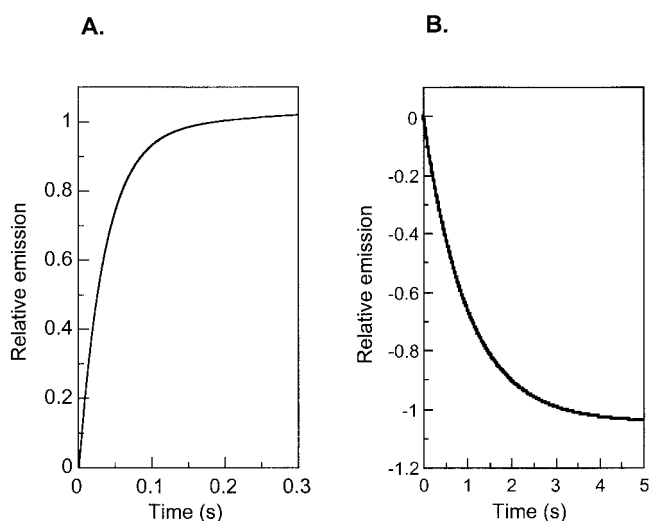 A.
Relative emission
1
0.8
0.6
0.4
0.2
0
0 0.1 0.2 0.3
Time (s)
B.
Relative emission
0
-0.2
-0.4
-0.6
-0.8
-1
-1.2
0 1 2 3 4 5
Time (s)